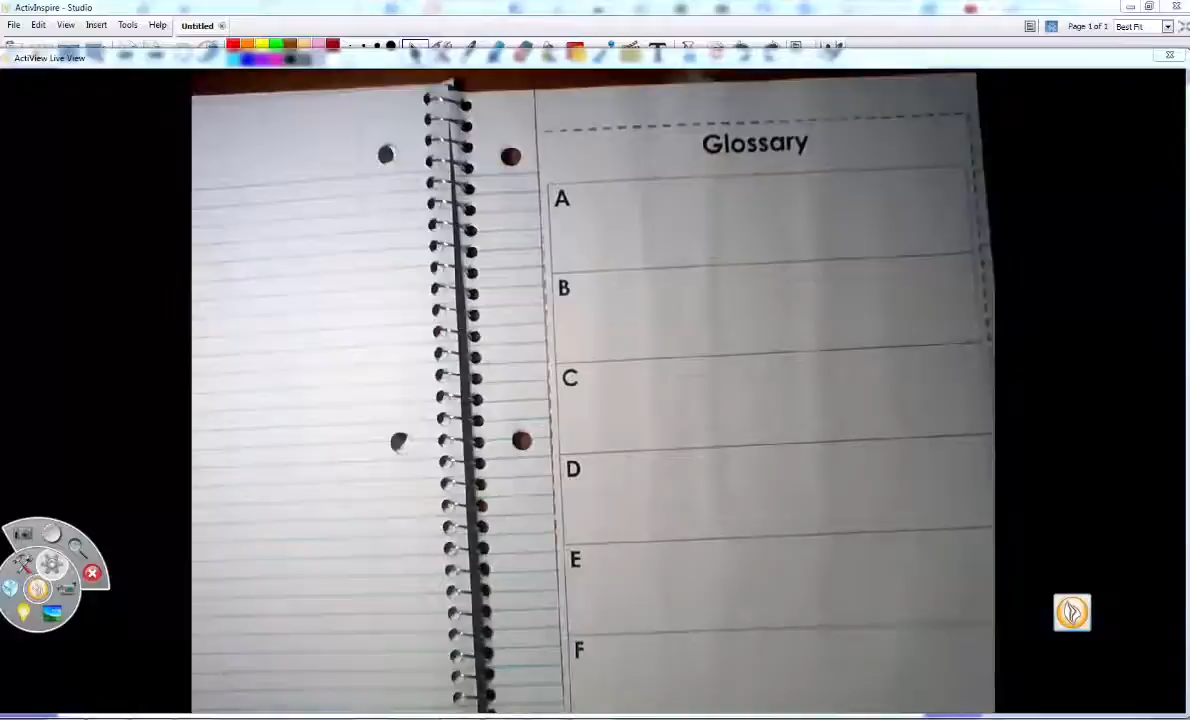 ActivInspire - Studio
File Edit View Insert Tools Help Untitled
Page 1 of 1 Best Fit
ActiView Live View
Glossary
A
B
C
D
E
F